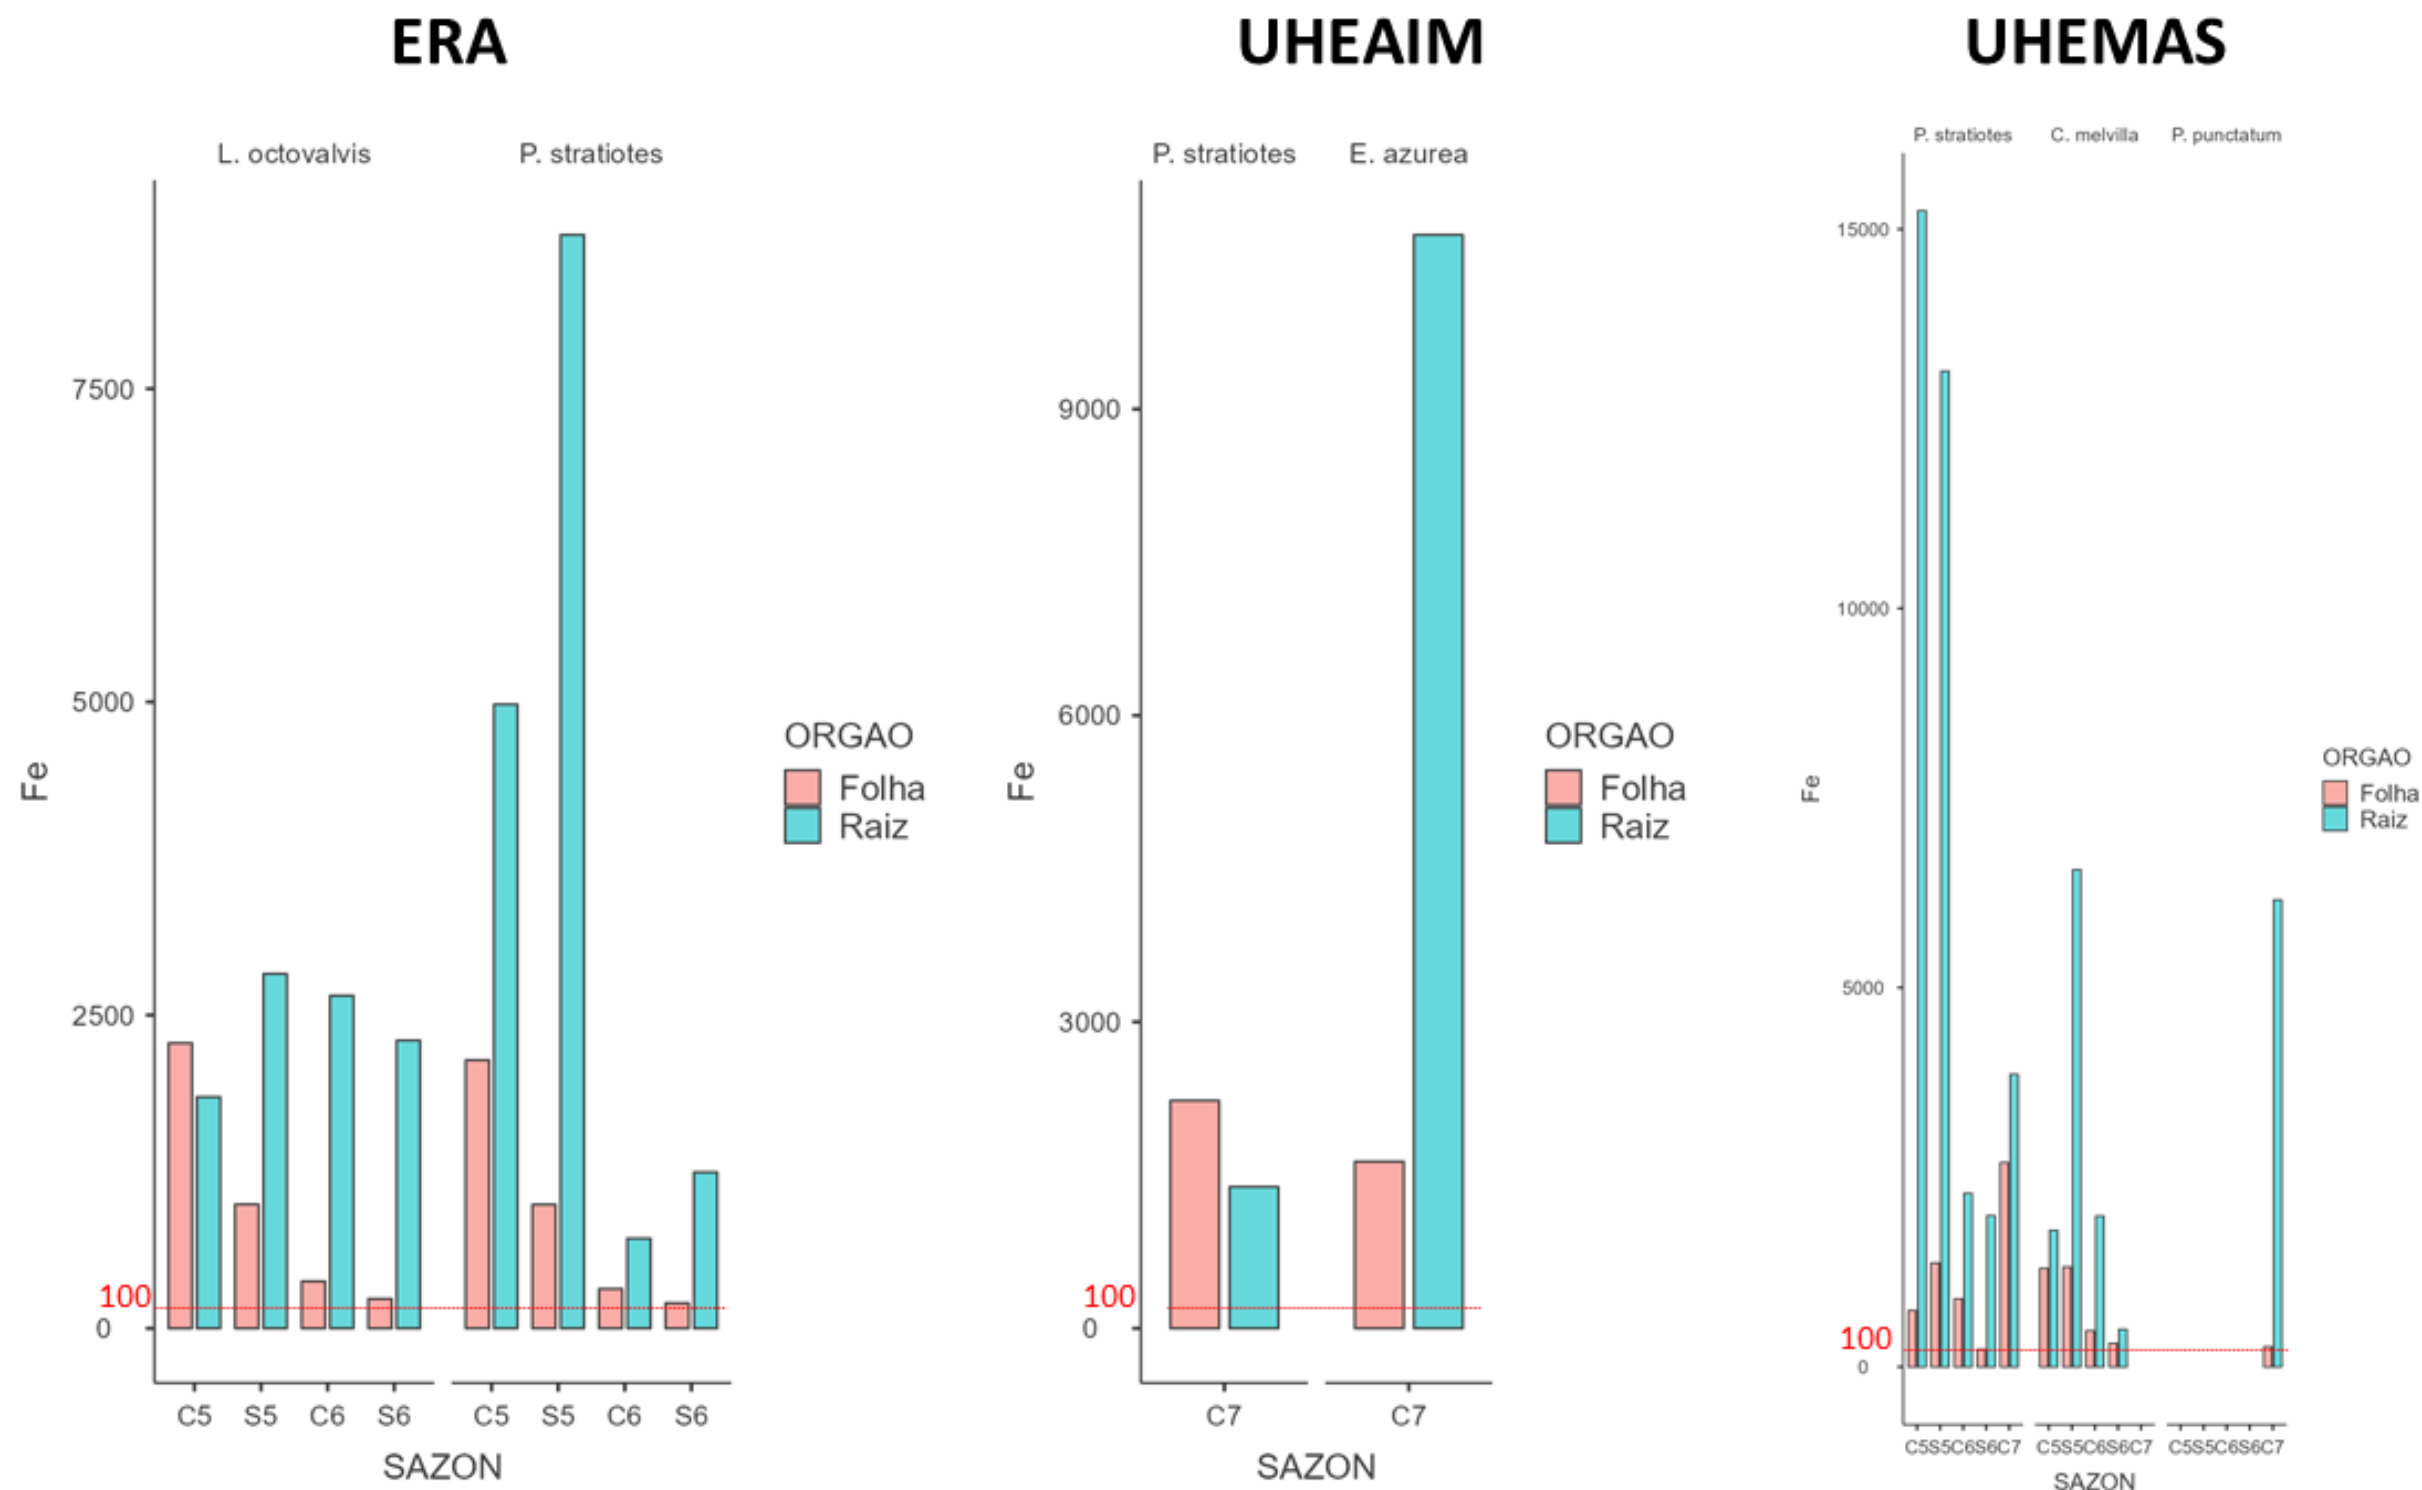 ERA
L. octovalvis P. stratiotes
7500
5000
2500
100
0
Fe
C5 S5 C6 S6 C5 S5 C6 S6
SAZON
ORGAO
Folha
Raiz
UHEAIM
P. stratiotes E. azurea
9000
6000
3000
100
0
Fe
C7 C7
SAZON
ORGAO
Folha
Raiz
UHEMAS
P. stratiotes C. melvilla P. punctatum
15000
10000
5000
100
0
Fe
C5S5C6S6C7 C5S5C6S6C7 C5S5C6S6C7
SAZON
ORGAO
Folha
Raiz